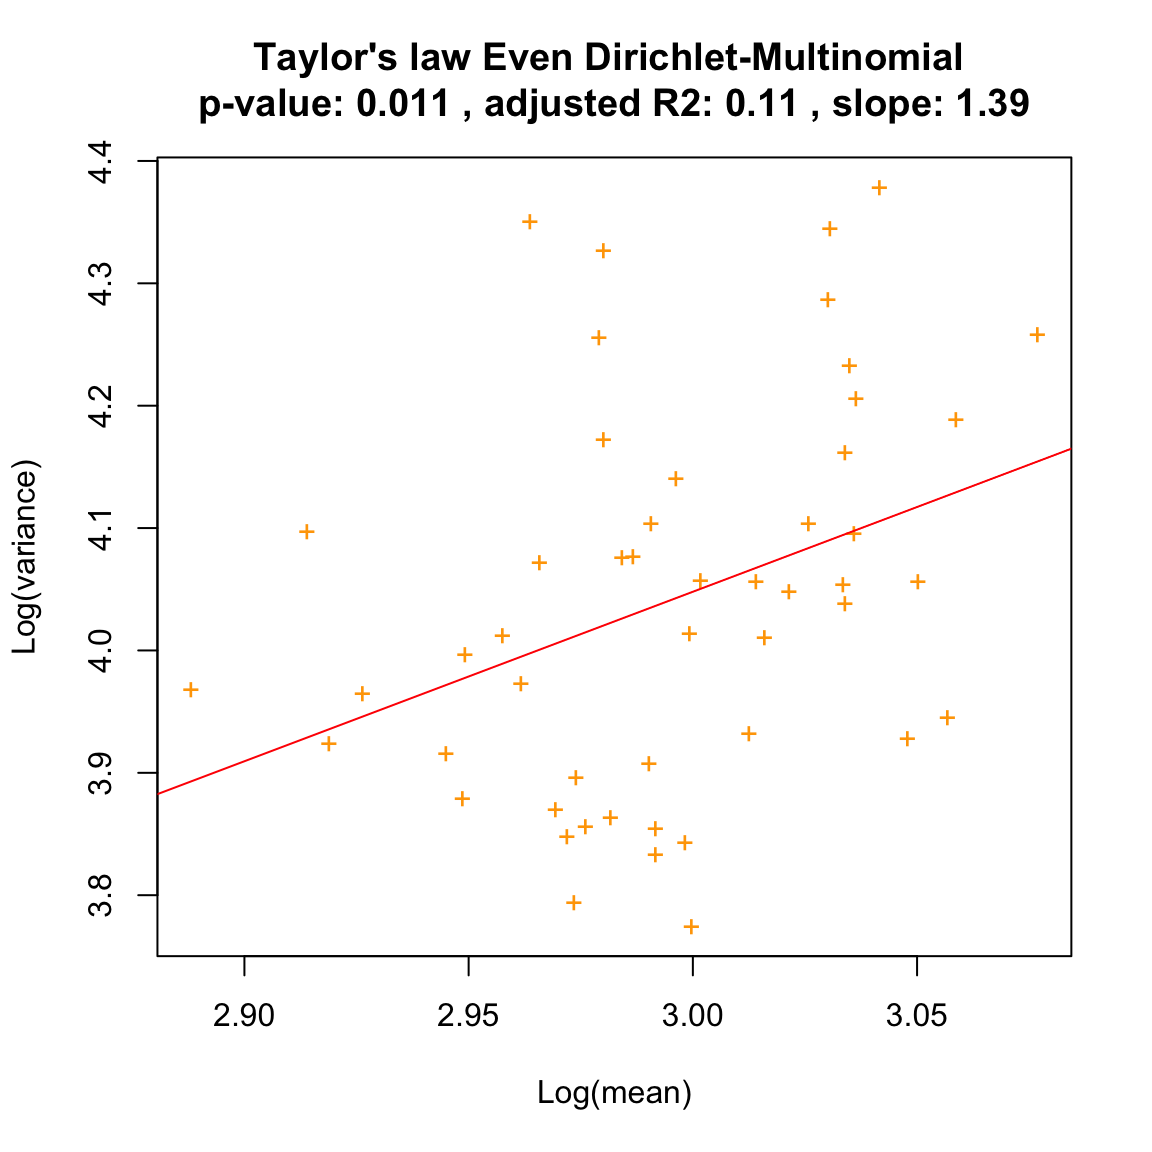 Taylor's law Even Dirichlet-Multinomial
p-value: 0.011 , adjusted R2: 0.11 , slope: 1.39
4.4
4.3
4.2
4.1
4.0
3.9
3.8
Log(variance)
2.90 2.95 3.00 3.05
Log(mean)